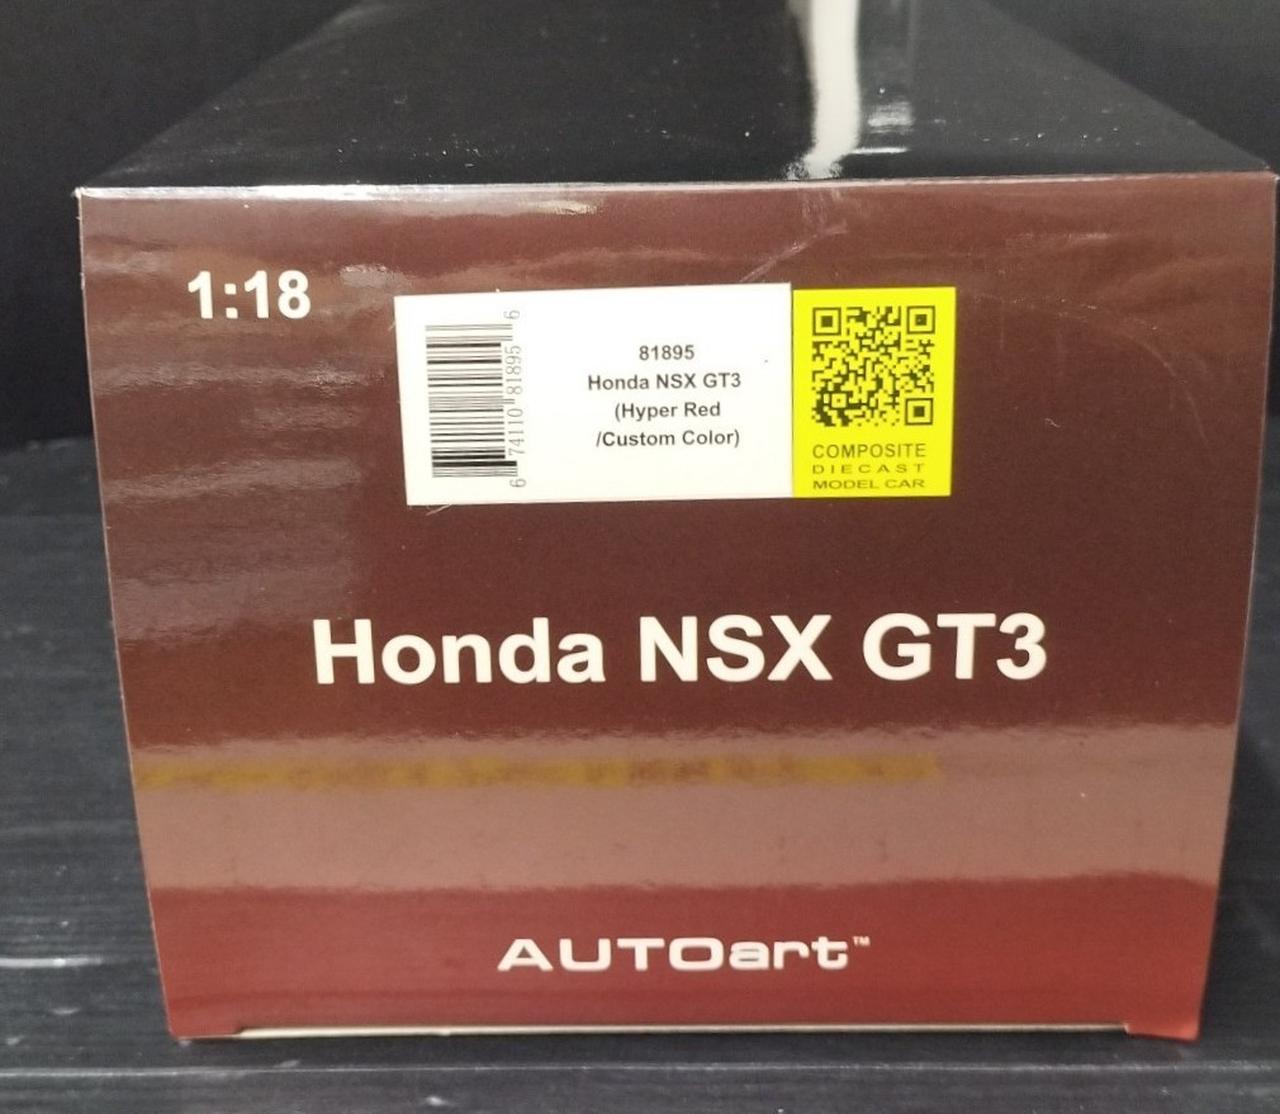 1:18
6 74110 81895 6
81895
Honda NSX GT3
(Hyper Red
/Custom Color)
COMPOSITE
DIECAST
MODEL CAR
Honda NSX GT3
AUTOart™